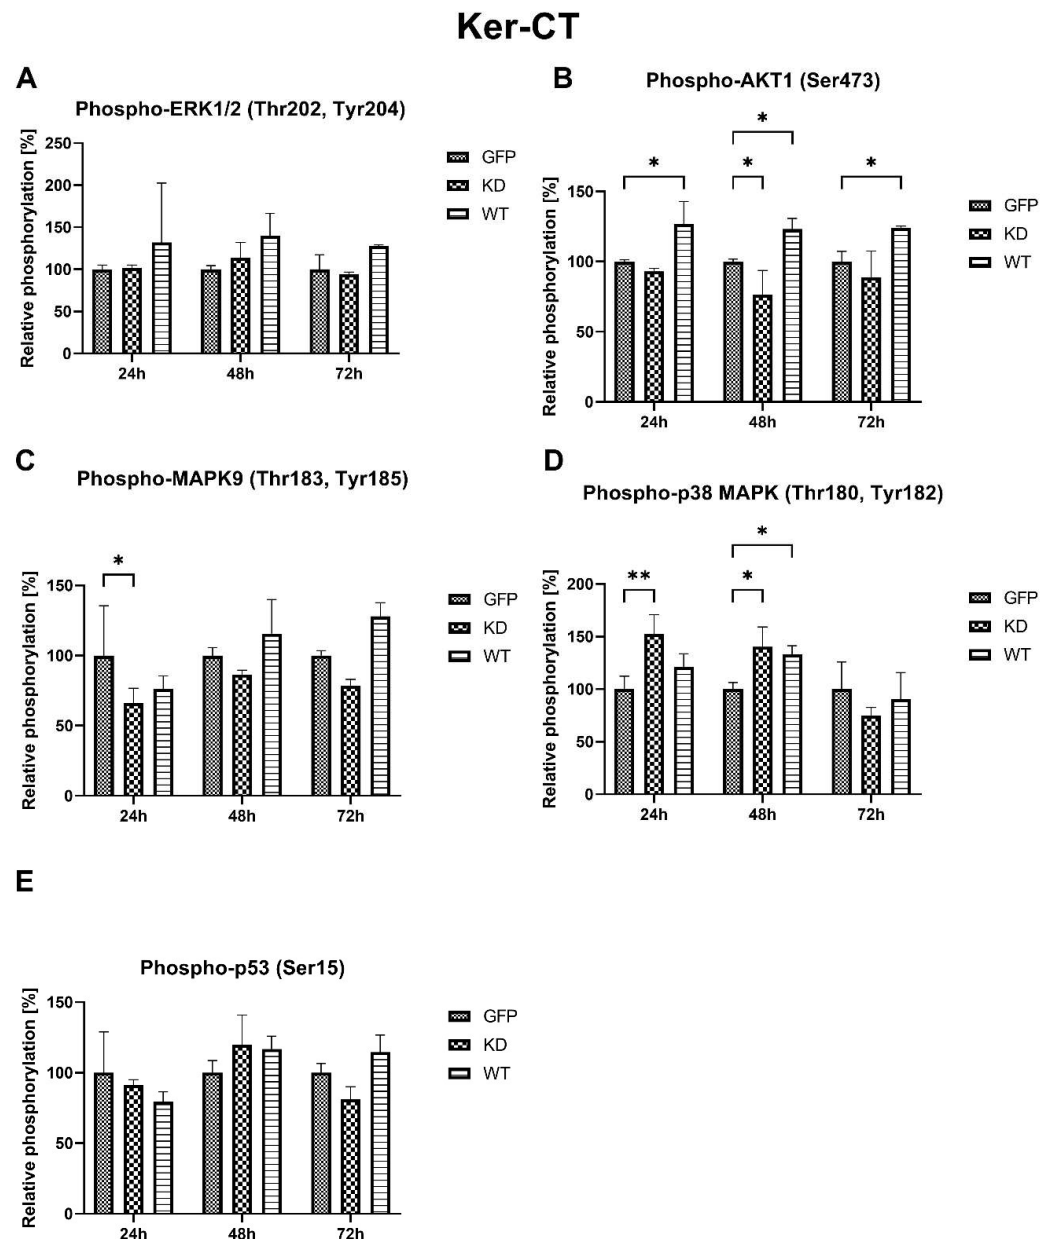 Ker-CT
A
Phospho-ERK1/2 (Thr202, Tyr204)
Relative phosphorylation [%]
250
200
150
100
50
0
24h 48h 72h
GFP
KD
WT
B
Phospho-AKT1 (Ser473)
Relative phosphorylation [%]
150
100
50
0
*
*
*
*
24h 48h 72h
GFP
KD
WT
C
Phospho-MAPK9 (Thr183, Tyr185)
Relative phosphorylation [%]
150
100
50
0
*
24h 48h 72h
GFP
KD
WT
D
Phospho-p38 MAPK (Thr180, Tyr182)
Relative phosphorylation [%]
200
150
100
50
0
**
*
*
24h 48h 72h
GFP
KD
WT
E
Phospho-p53 (Ser15)
Relative phosphorylation [%]
150
100
50
0
24h 48h 72h
GFP
KD
WT